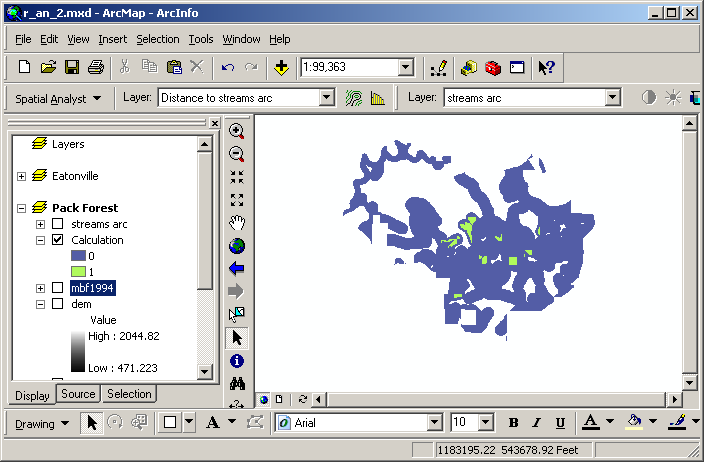 r_an_2.mxd - ArcMap - ArcInfo
File Edit View Insert Selection Tools Window Help
1:99,363
Spatial Analyst Layer: Distance to streams arc Layer: streams arc
Layers
Eatonville
Pack Forest
streams arc
Calculation
0
1
mbf1994
dem
Value
High : 2044.82
Low : 471.223
Display Source Selection
Drawing A Arial 10 B I U A
1183195.22 543678.92 Feet